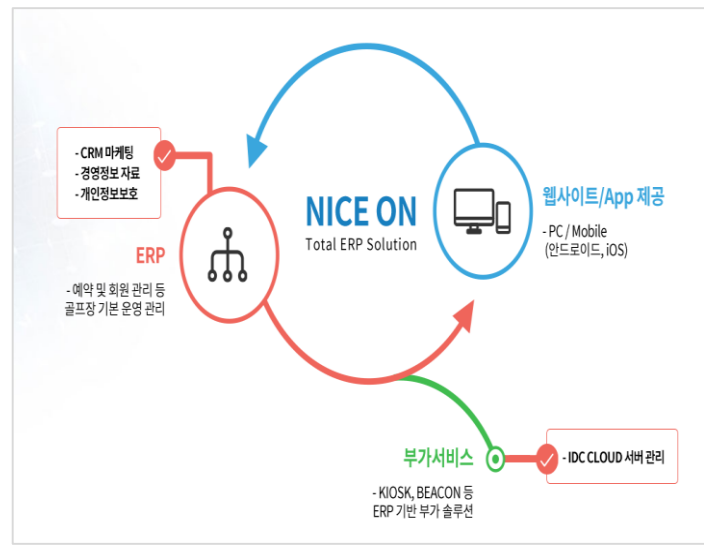 - CRM 마케팅
- 경영정보 자료
- 개인정보보호
ERP
- 예약 및 회원 관리 등
골프장 기본 운영 관리
NICE ON
Total ERP Solution
웹사이트/App 제공
- PC / Mobile
(안드로이드, iOS)
부가서비스
- KIOSK, BEACON 등
ERP 기반 부가 솔루션
- IDC CLOUD 서버 관리